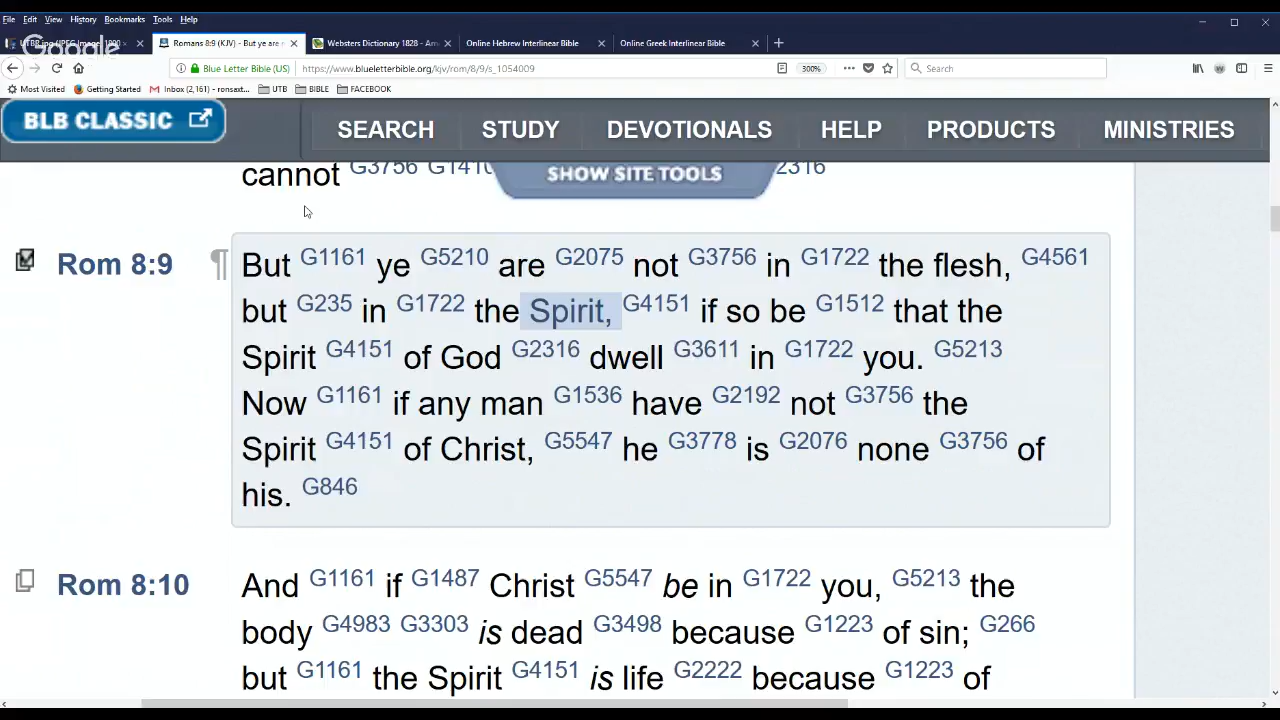 File Edit View History Bookmarks Tools Help
Google
Romans 8:9 (KJV) - But ye are n × Websters Dictionary 1828 - Am × Online Hebrew Interlinear Bible × Online Greek Interlinear Bible × +
Blue Letter Bible (US) https://www.blueletterbible.org/kjv/rom/8/9/s_1054009 300% Search
Most Visited Getting Started Inbox (2,161) - ronsaxt... UTB BIBLE FACEBOOK
BLB CLASSIC SEARCH STUDY DEVOTIONALS HELP PRODUCTS MINISTRIES
SHOW SITE TOOLS
cannot G3756 2316
Rom 8:9 ¶ But G1161 ye G5210 are G2075 not G3756 in G1722 the flesh, G4561
but G235 in G1722 the Spirit, G4151 if so be G1512 that the
Spirit G4151 of God G2316 dwell G3611 in G1722 you. G5213
Now G1161 if any man G1536 have G2192 not G3756 the
Spirit G4151 of Christ, G5547 he G3778 is G2076 none G3756 of
his. G846
Rom 8:10 And G1161 if G1487 Christ G5547 be in G1722 you, G5213 the
body G4983 G3303 is dead G3498 because G1223 of sin; G266
but G1161 the Spirit G4151 is life G2222 because G1223 of